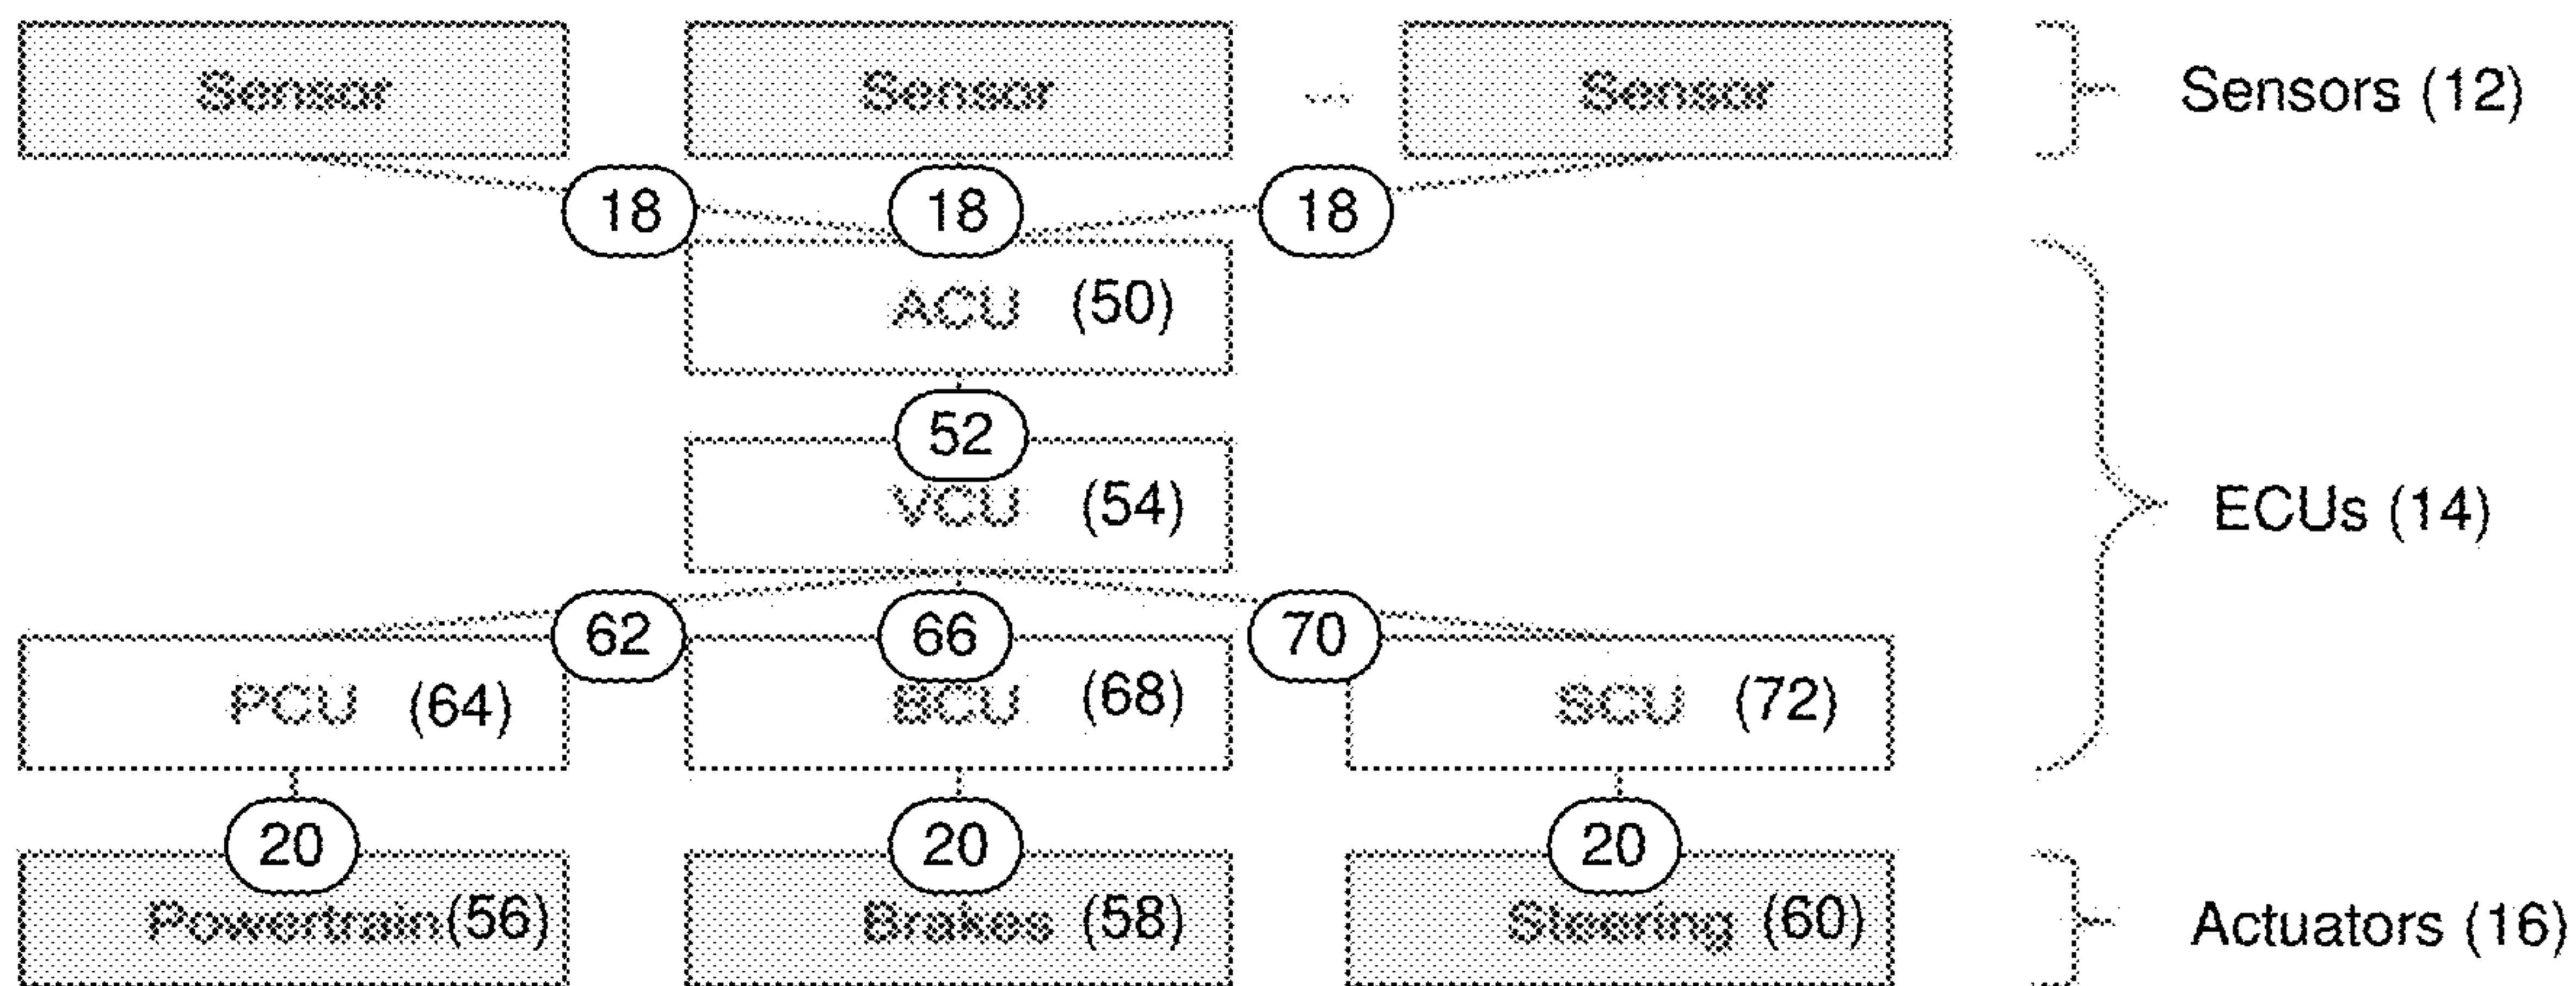 Sensor Sensor ... Sensor Sensors (12)
18 18 18
ACU (50)
52
VCU (54) ECUs (14)
62 66 70
PCU (64) BCU (68) SCU (72)
20 20 20
Powertrain (56) Brakes (58) Steering (60) Actuators (16)